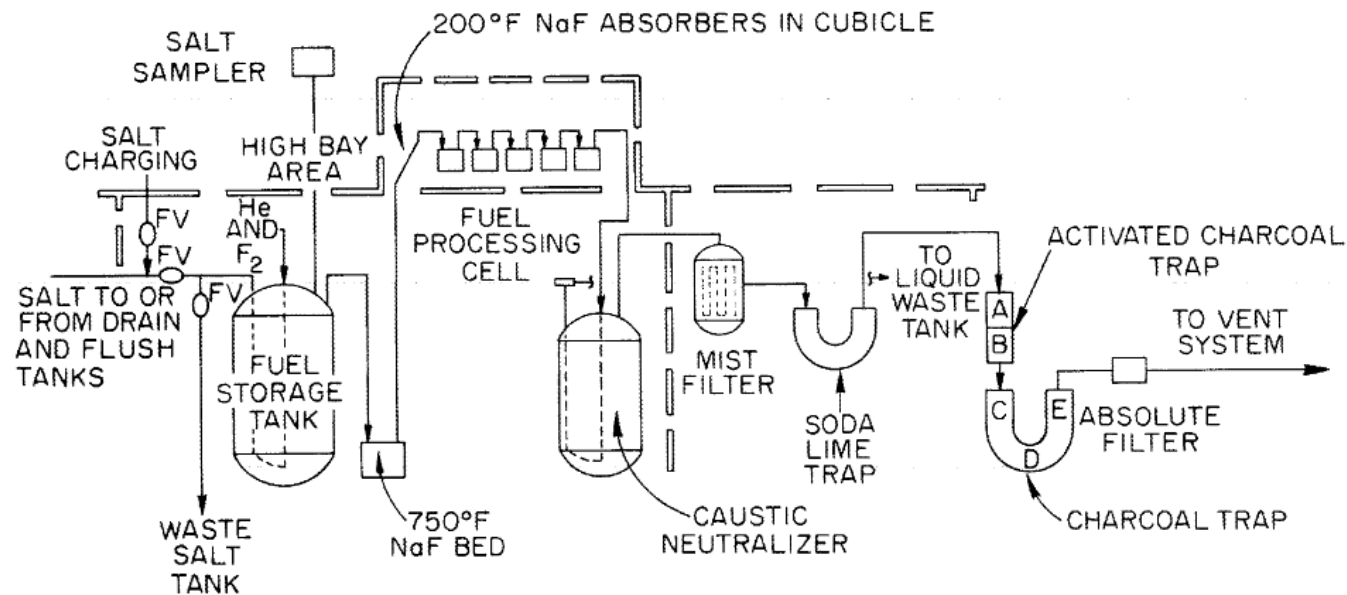 200°F NaF ABSORBERS IN CUBICLE
SALT
SAMPLER
SALT
CHARGING
HIGH BAY
AREA
FV
He
AND
F2
FV
FV
SALT TO OR
FROM DRAIN
AND FLUSH
TANKS
FUEL
STORAGE
TANK
WASTE
SALT
TANK
750°F
NaF BED
FUEL
PROCESSING
CELL
CAUSTIC
NEUTRALIZER
MIST
FILTER
SODA
LIME
TRAP
TO
LIQUID
WASTE
TANK
ACTIVATED CHARCOAL
TRAP
A
B
C
D
E
TO VENT
SYSTEM
ABSOLUTE
FILTER
CHARCOAL TRAP